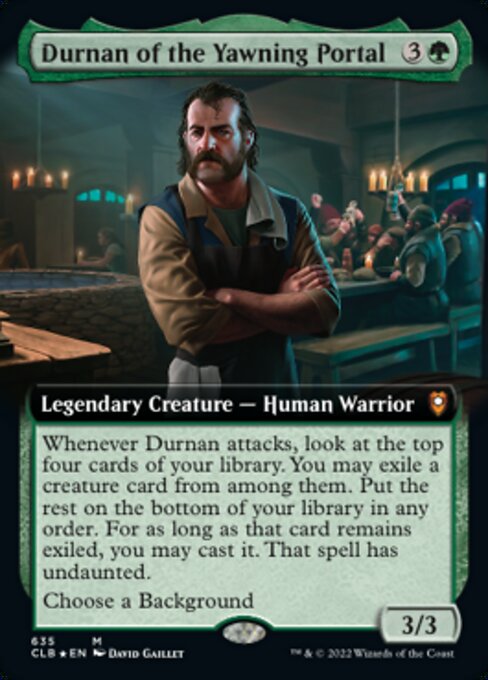 Durnan of the Yawning Portal 3
Legendary Creature — Human Warrior
Whenever Durnan attacks, look at the top
four cards of your library. You may exile a
creature card from among them. Put the
rest on the bottom of your library in any
order. For as long as that card remains
exiled, you may cast it. That spell has
undaunted.
Choose a Background
3/3
635 M
CLB ★ EN DAVID GAILLET
™ & © 2022 Wizards of the Coast